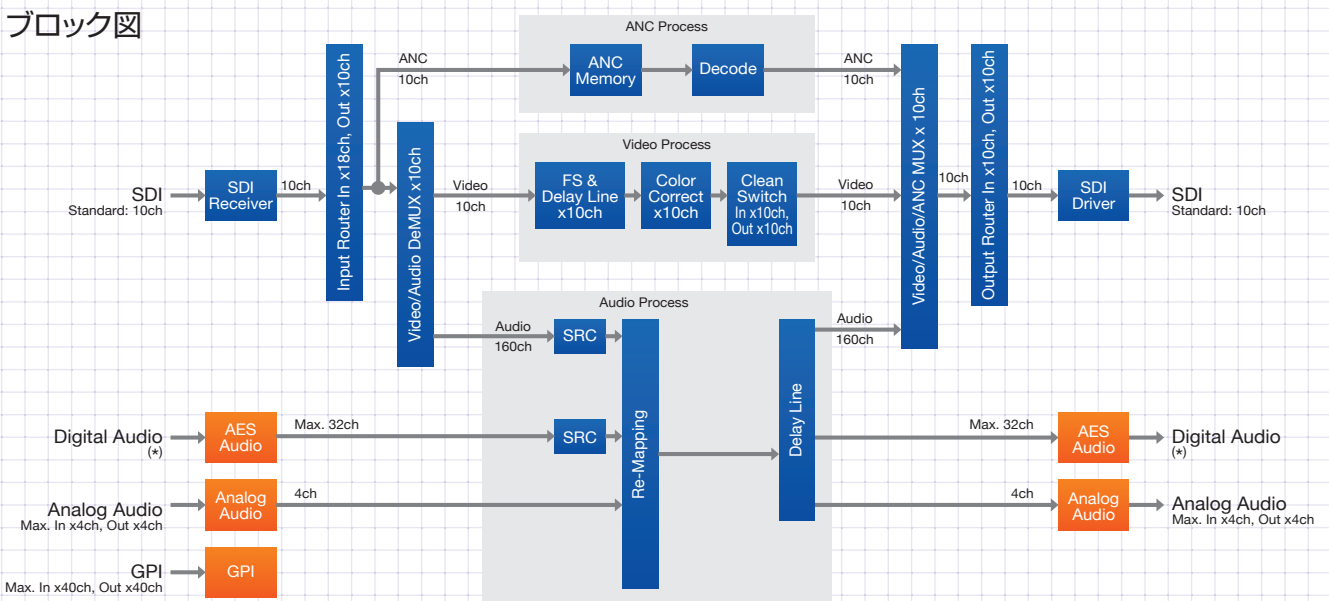 ブロック図
ANC Process
ANC
10ch
ANC
Memory
Decode
ANC
10ch
Input Router In x18ch, Out x10ch
Video/Audio DeMUX x10ch
Video/Audio/ANC MUX x 10ch
Output Router In x10ch, Out x10ch
Video Process
SDI
Standard: 10ch
SDI
Receiver
10ch
Video
10ch
FS &
Delay Line
x10ch
Color
Correct
x10ch
Clean
Switch
In x10ch,
Out x10ch
Video
10ch
10ch
10ch
SDI
Driver
SDI
Standard: 10ch
Audio Process
Audio
160ch
SRC
Re-Mapping
Delay Line
Audio
160ch
Digital Audio
(*)
AES
Audio
Max. 32ch
SRC
Max. 32ch
AES
Audio
Digital Audio
(*)
Analog Audio
Max. In x4ch, Out x4ch
Analog
Audio
4ch
4ch
Analog
Audio
Analog Audio
Max. In x4ch, Out x4ch
GPI
Max. In x40ch, Out x40ch
GPI